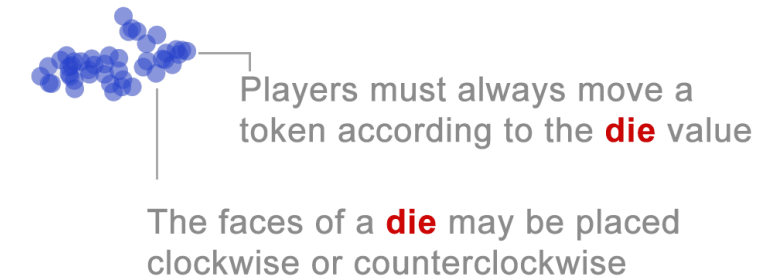 Players must always move a
token according to the die value
The faces of a die may be placed
clockwise or counterclockwise